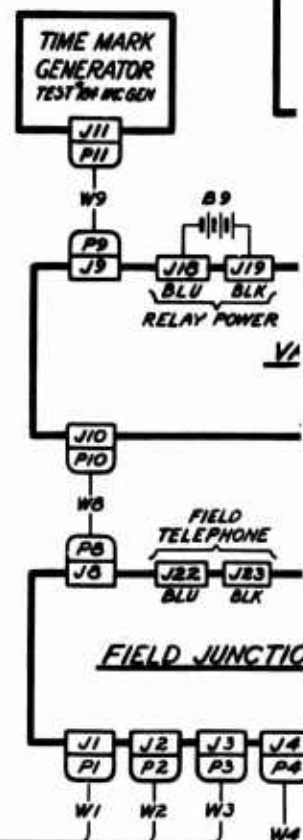 TIME MARK
GENERATOR
J11
P11
W9
B9
P9
J9
J18
J19
BLU
BLK
RELAY POWER
VA
J10
P10
W8
FIELD
TELEPHONE
P8
J8
J22
J23
BLU
BLK
FIELD JUNCTIO
J1
J2
J3
J4
P1
P2
P3
P4
W1
W2
W3
W4